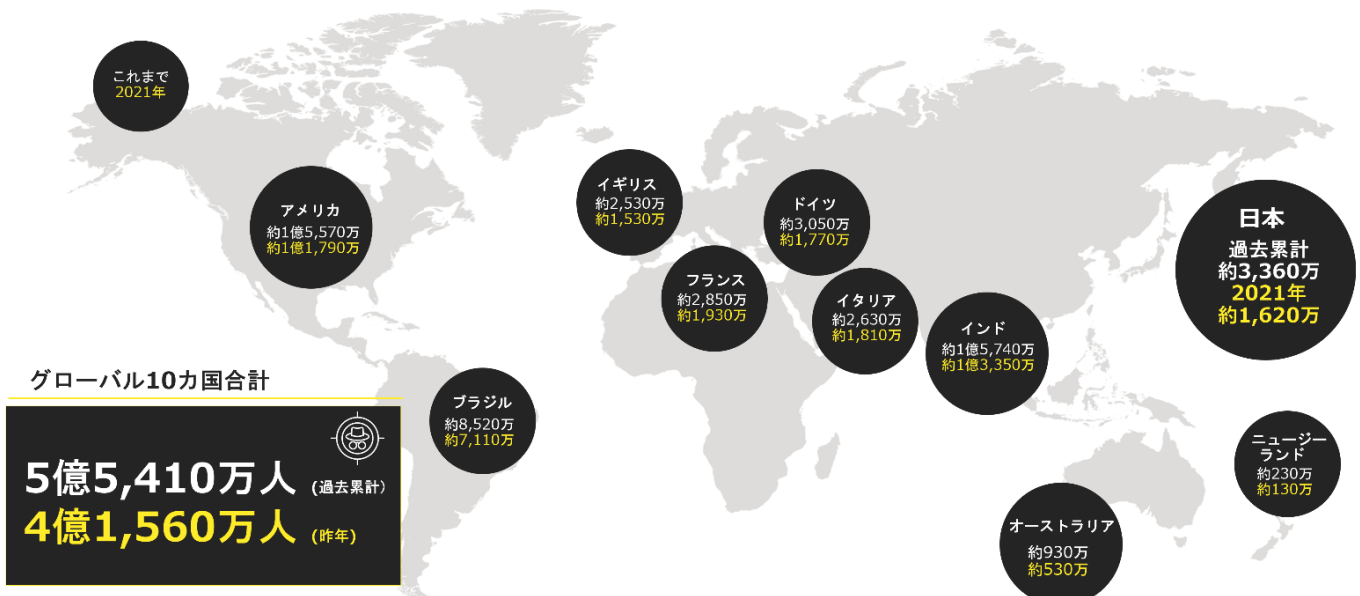 これまで
2021年
アメリカ
約1億5,570万
約1億1,790万
イギリス
約2,530万
約1,530万
ドイツ
約3,050万
約1,770万
フランス
約2,850万
約1,930万
イタリア
約2,630万
約1,810万
インド
約1億5,740万
約1億3,350万
日本
過去累計
約3,360万
2021年
約1,620万
ブラジル
約8,520万
約7,110万
ニュージー
ランド
約230万
約130万
オーストラリア
約930万
約530万
グローバル10カ国合計
5億5,410万人 (過去累計)
4億1,560万人 (昨年)